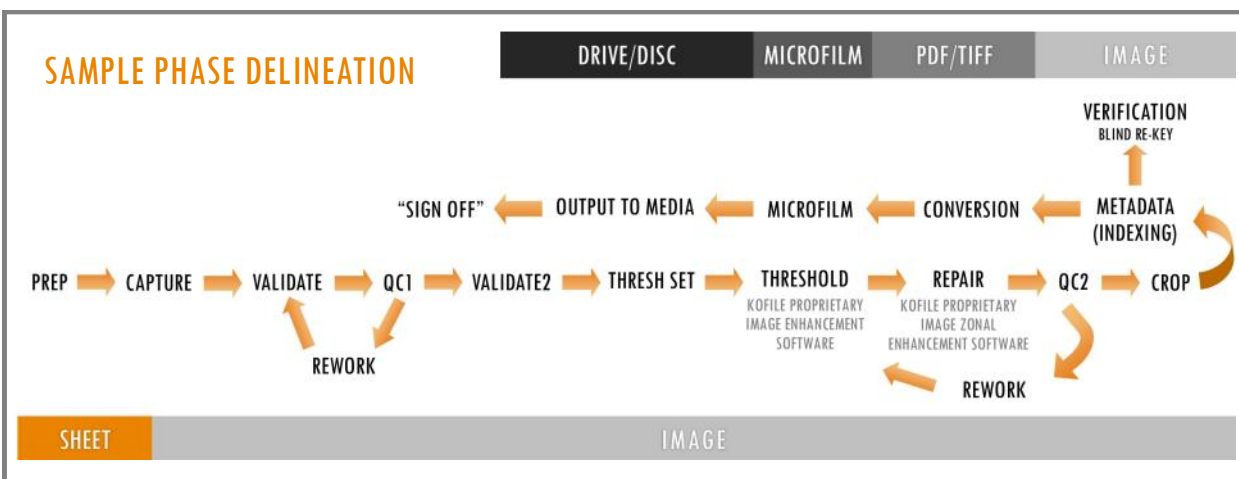 SAMPLE PHASE DELINEATION
DRIVE/DISC
MICROFILM
PDF/TIFF
IMAGE
VERIFICATION
BLIND RE-KEY
"SIGN OFF"
OUTPUT TO MEDIA
MICROFILM
CONVERSION
METADATA
(INDEXING)
PREP
CAPTURE
VALIDATE
QC1
VALIDATE2
THRESH SET
THRESHOLD
KOFILE PROPRIETARY
IMAGE ENHANCEMENT
SOFTWARE
REPAIR
KOFILE PROPRIETARY
IMAGE ZONAL
ENHANCEMENT SOFTWARE
QC2
CROP
REWORK
REWORK
SHEET
IMAGE